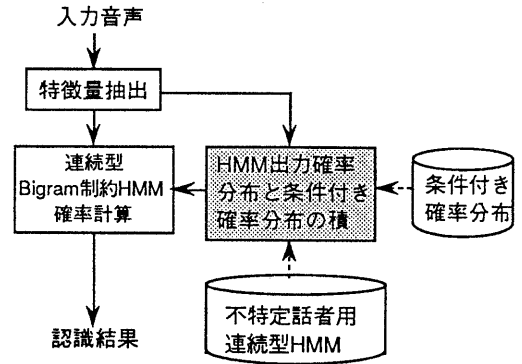 入力音声
特徴量抽出
連続型
Bigram制約HMM
確率計算
HMM出力確率
分布と条件付き
確率分布の積
条件付き
確率分布
不特定話者用
連続型HMM
認識結果